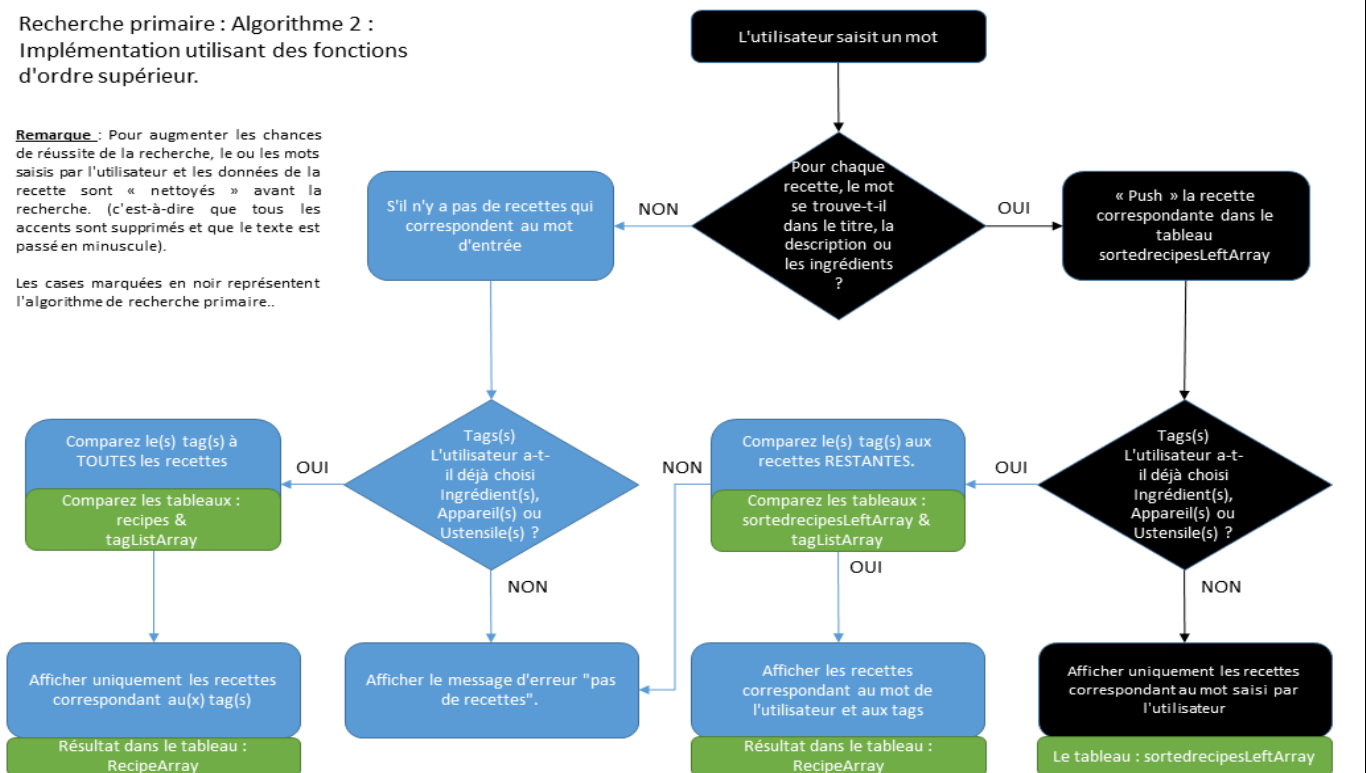 Recherche primaire : Algorithme 2 :
Implémentation utilisant des fonctions
d'ordre supérieur.
Remarque : Pour augmenter les chances
de réussite de la recherche, le ou les mots
saisis par l'utilisateur et les données de la
recette sont « nettoyés » avant la
recherche. (c'est-à-dire que tous les
accents sont supprimés et que le texte est
passé en minuscule).
Les cases marquées en noir représentent
l'algorithme de recherche primaire..
L'utilisateur saisit un mot
Pour chaque
recette, le mot
se trouve-t-il
dans le titre, la
description ou
les ingrédients
?
NON
OUI
S'il n'y a pas de recettes qui
correspondent au mot
d'entrée
« Push » la recette
correspondante dans le
tableau
sortedrecipesLeftArray
Tags(s)
L'utilisateur a-t-
il déjà choisi
Ingrédient(s),
Appareil(s) ou
Ustensile(s) ?
OUI
NON
Comparez le(s) tag(s) à
TOUTES les recettes
Comparez les tableaux :
recipes &
tagListArray
Comparez le(s) tag(s) aux
recettes RESTANTES.
Comparez les tableaux :
sortedrecipesLeftArray &
tagListArray
NON
OUI
OUI
Tags(s)
L'utilisateur a-t-
il déjà choisi
Ingrédient(s),
Appareil(s) ou
Ustensile(s) ?
NON
Afficher uniquement les recettes
correspondant au(x) tag(s)
Résultat dans le tableau :
RecipeArray
Afficher le message d'erreur "pas
de recettes".
Afficher les recettes
correspondant au mot de
l'utilisateur et aux tags
Résultat dans le tableau :
RecipeArray
Afficher uniquement les recettes
correspondant au mot saisi par
l'utilisateur
Le tableau : sortedrecipesLeftArray